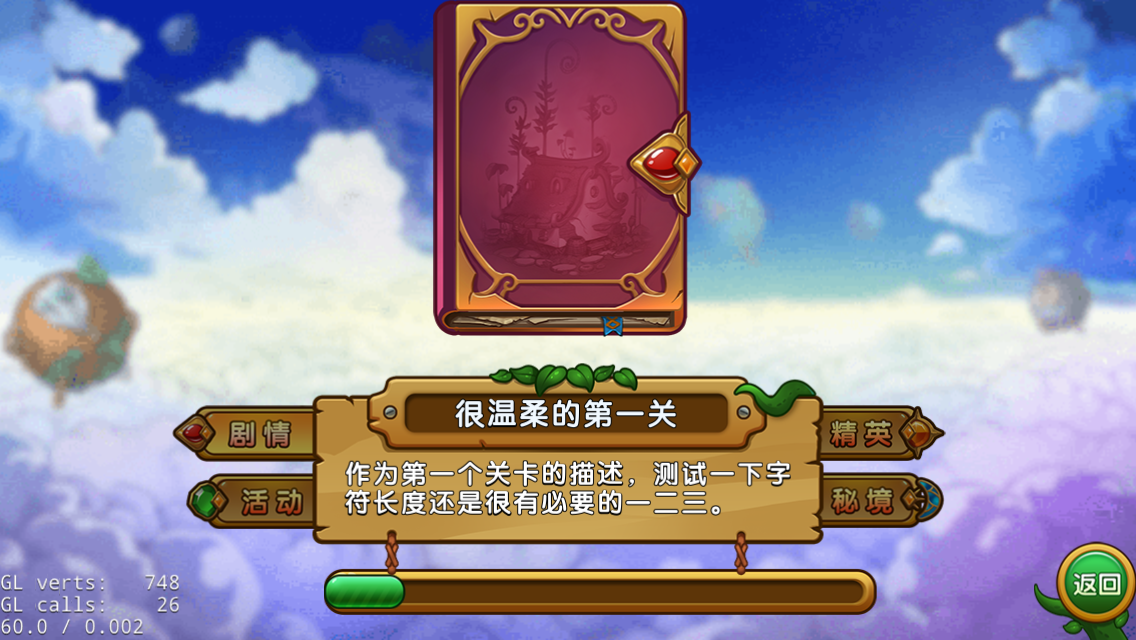 很温柔的第一关
剧情
精英
作为第一个关卡的描述，测试一下字
符长度还是很有必要的一二三。
活动
秘境
返回
GL verts: 748
GL calls: 26
60.0 / 0.002